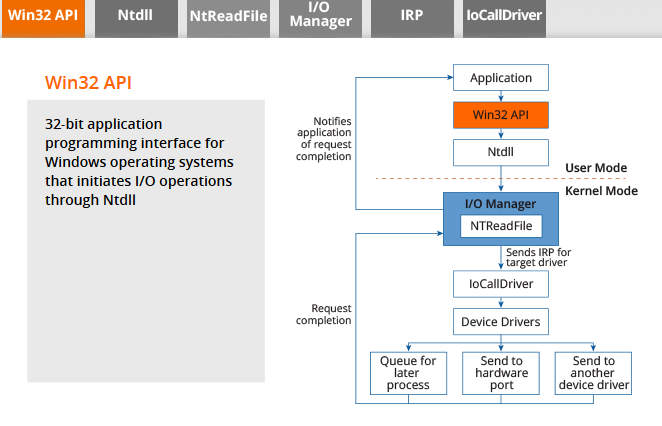 Win32 API
Ntdll
NtReadFile
I/O
Manager
IRP
IoCallDriver
Win32 API
32-bit application
programming interface for
Windows operating systems
that initiates I/O operations
through Ntdll
Application
Win32 API
Ntdll
Notifies
application
of request
completion
User Mode
Kernel Mode
I/O Manager
NTReadFile
Sends IRP for
target driver
IoCallDriver
Request
completion
Device Drivers
Queue for
later
process
Send to
hardware
port
Send to
another
device driver